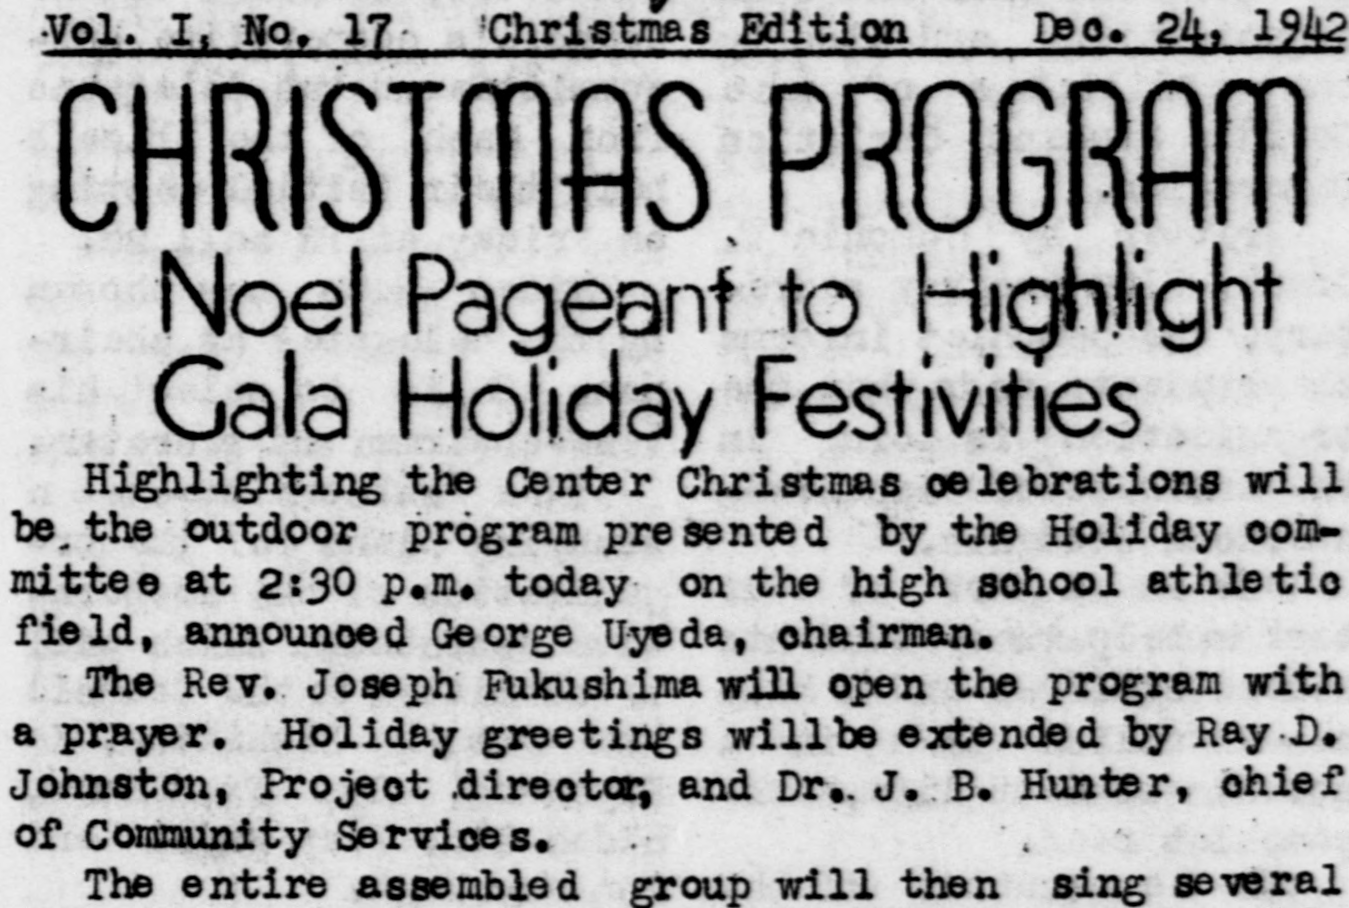 Vol. I, No. 17 Christmas Edition Dec. 24, 1942
CHRISTMAS PROGRAM
Noel Pageant to Highlight
Gala Holiday Festivities
Highlighting the Center Christmas celebrations will
be the outdoor program presented by the Holiday com-
mittee at 2:30 p.m. today on the high school athletic
field, announced George Uyeda, chairman.
The Rev. Joseph Fukushima will open the program with
a prayer. Holiday greetings will be extended by Ray D.
Johnston, Project director, and Dr. J. B. Hunter, chief
of Community Services.
The entire assembled group will then sing several